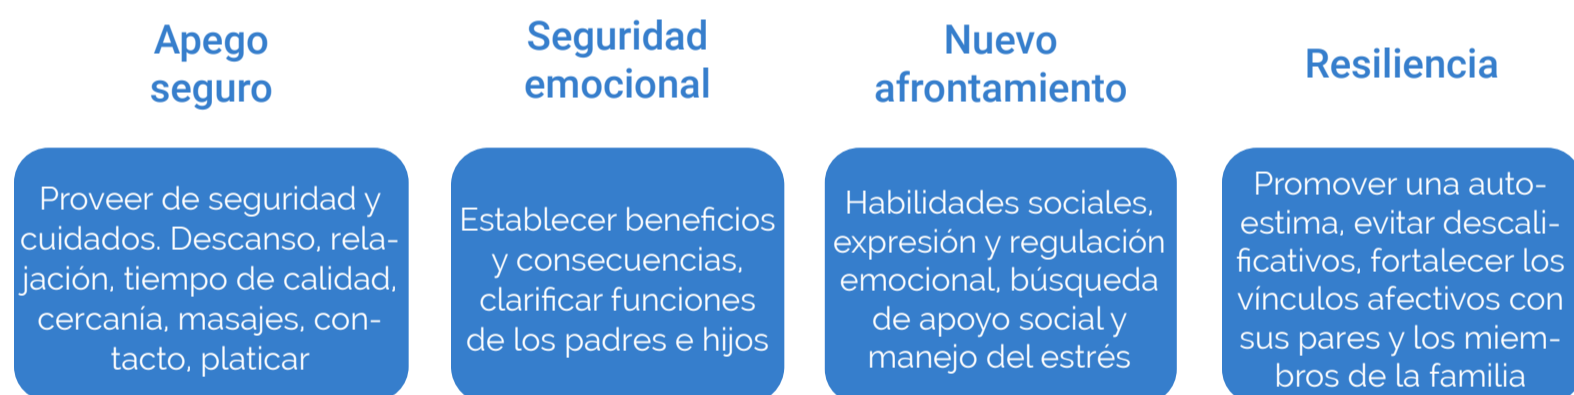 Apego
seguro
Proveer de seguridad y
cuidados. Descanso, rela-
jación, tiempo de calidad,
cercanía, masajes, con-
tacto, platicar
Seguridad
emocional
Establecer beneficios
y consecuencias,
clarificar funciones
de los padres e hijos
Nuevo
afrontamiento
Habilidades sociales,
expresión y regulación
emocional, búsqueda
de apoyo social y
manejo del estrés
Resiliencia
Promover una auto-
estima, evitar descali-
ficativos, fortalecer los
vínculos afectivos con
sus pares y los miem-
bros de la familia